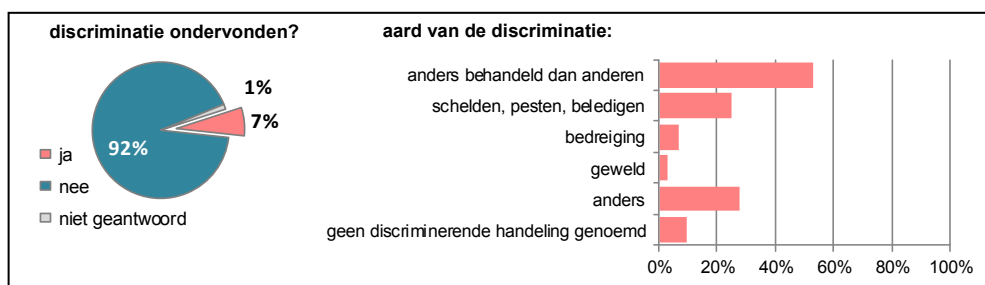 discriminatie ondervonden?
1%
7%
92%
ja
nee
niet geantwoord
aard van de discriminatie:
anders behandeld dan anderen
schelden, pesten, beledigen
bedreiging
geweld
anders
geen discriminerende handeling genoemd
0% 20% 40% 60% 80% 100%